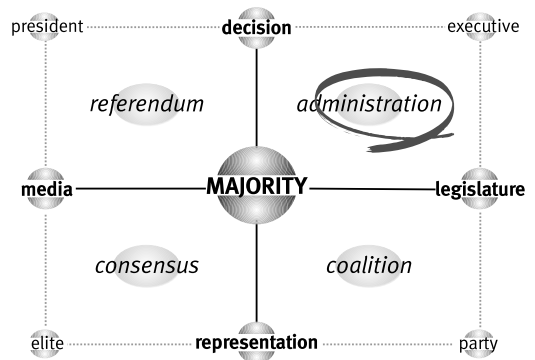 president decision executive
referendum administration
media MAJORITY legislature
consensus coalition
elite representation party